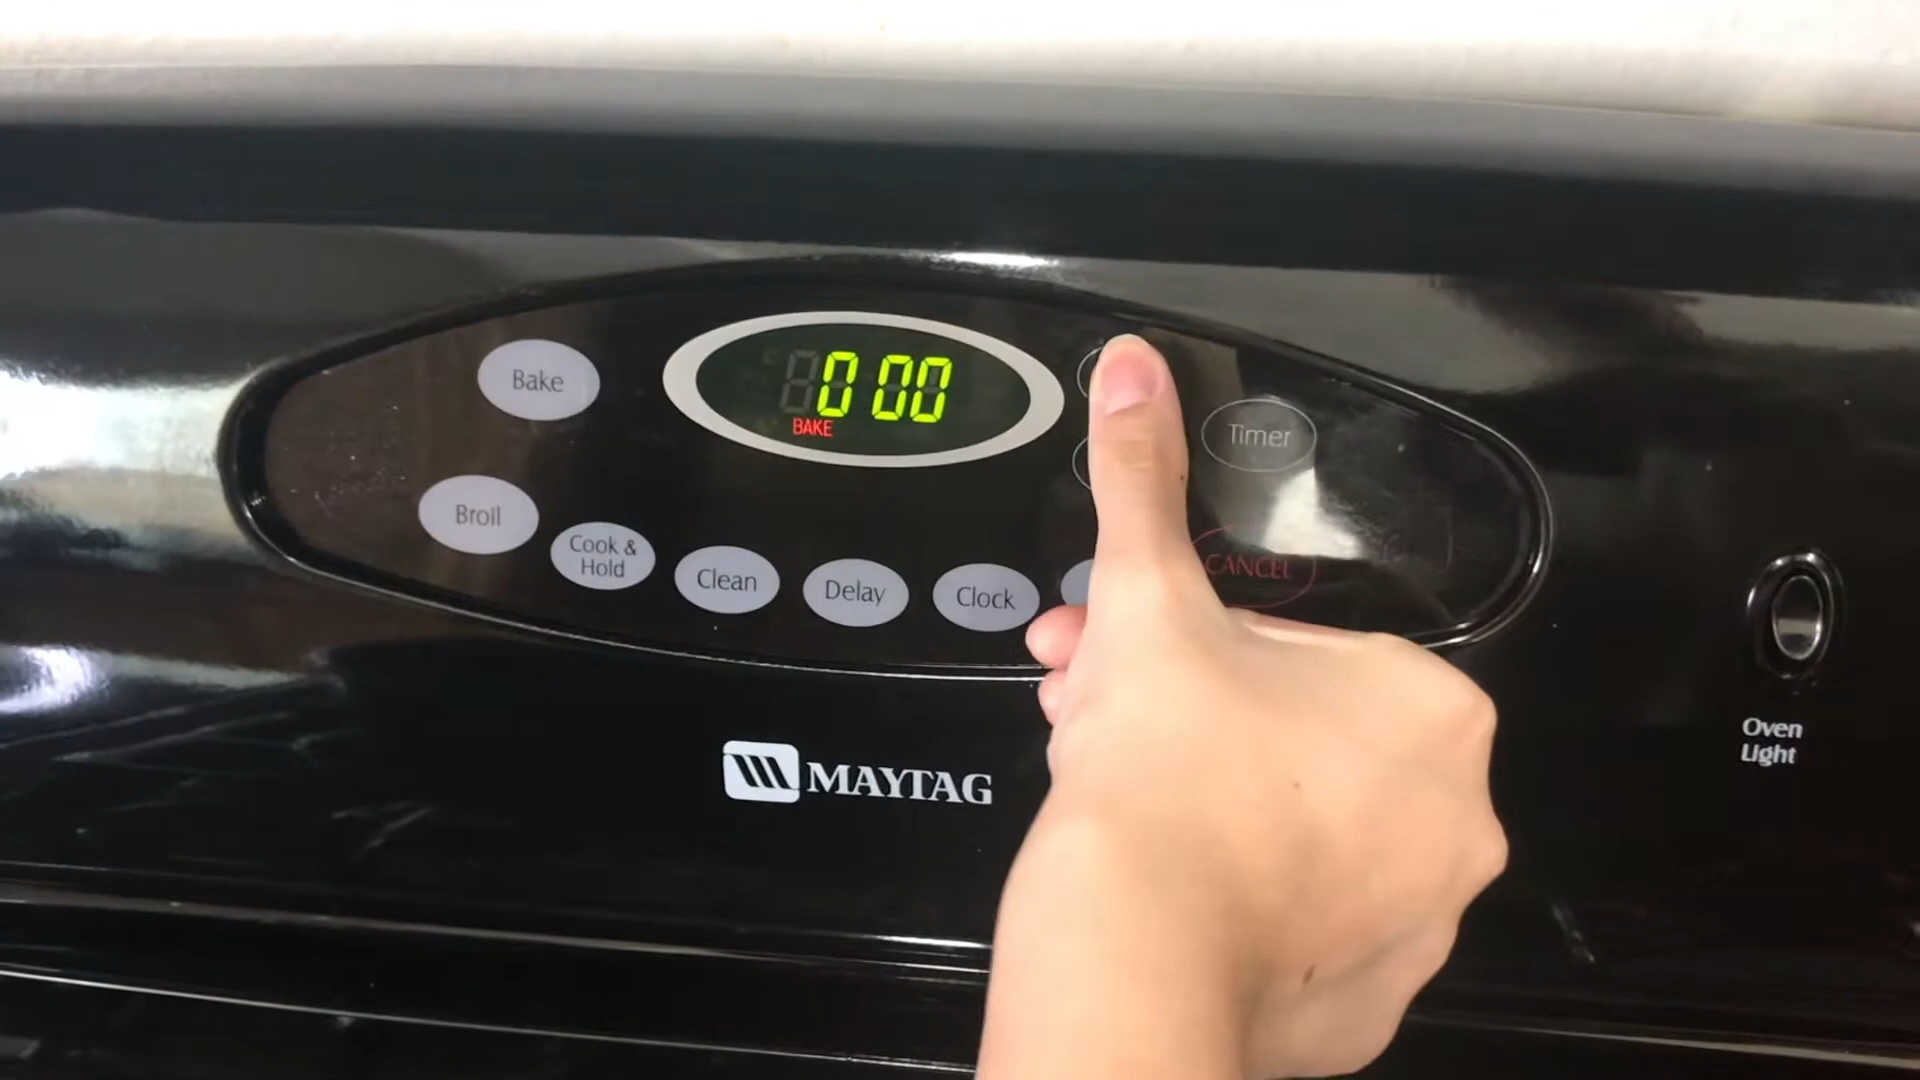 Bake
0 00
BAKE
Timer
Broil
Cook &
Hold
Clean
Delay
Clock
CANCEL
MAYTAG
Oven
Light